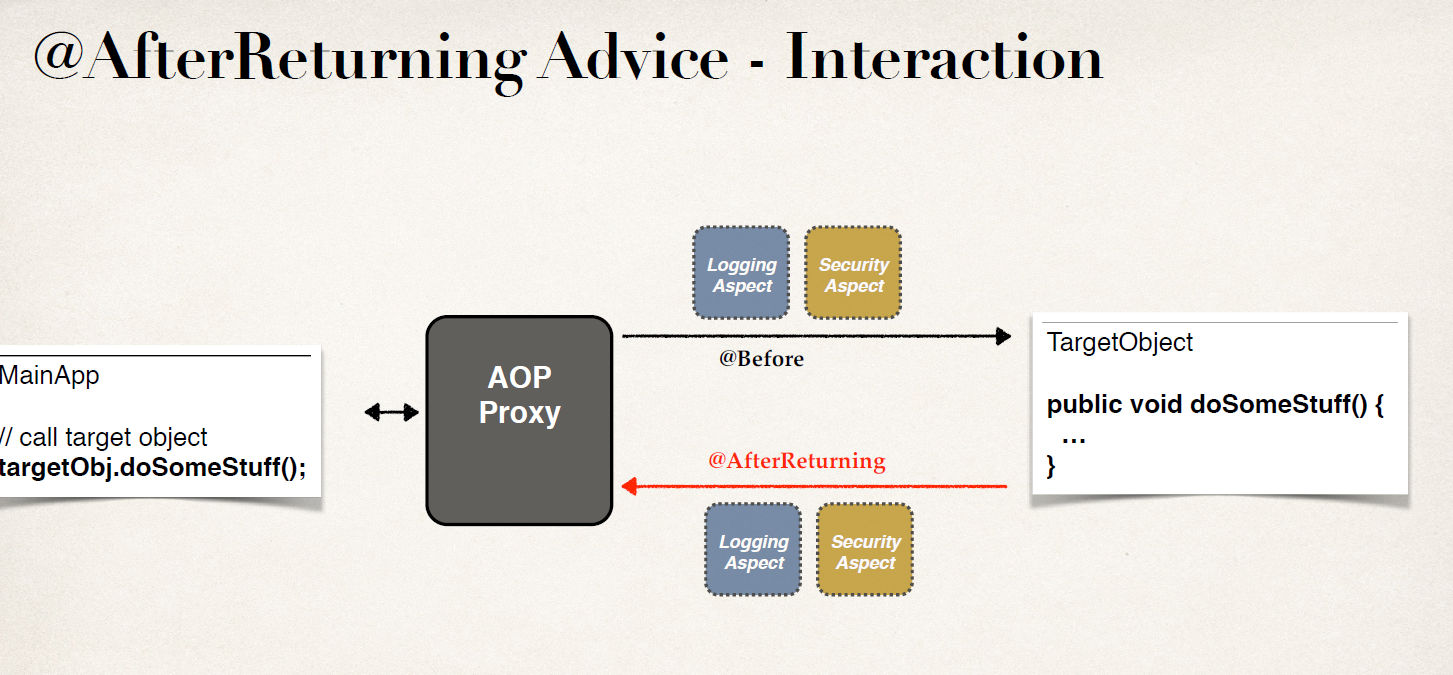 @AfterReturning Advice - Interaction
Logging
Aspect
Security
Aspect
@Before
MainApp
// call target object
targetObj.doSomeStuff();
AOP
Proxy
TargetObject
public void doSomeStuff() {
...
}
@AfterReturning
Logging
Aspect
Security
Aspect